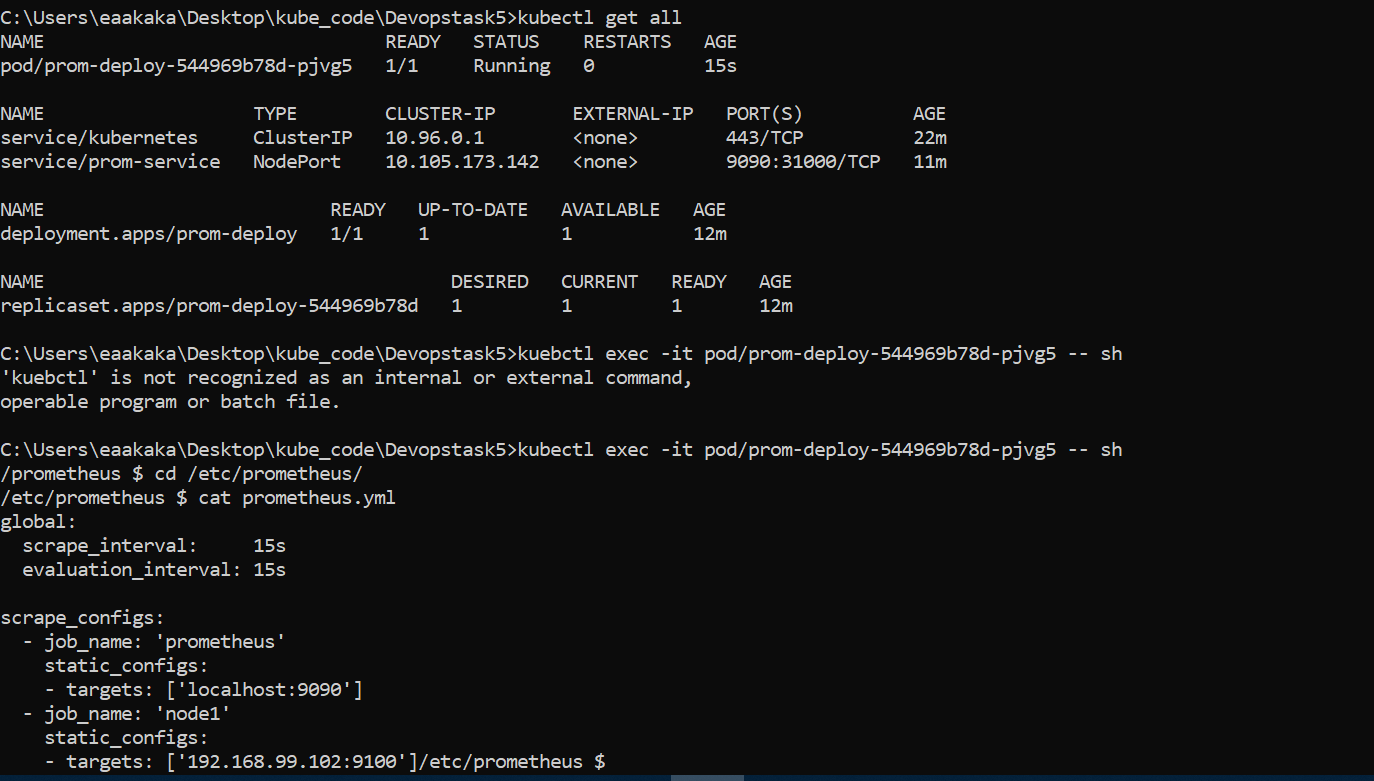 C:\Users\eaakaka\Desktop\kube_code\Devopstask5>kubectl get all
NAME                               READY   STATUS    RESTARTS   AGE
pod/prom-deploy-544969b78d-pjvg5   1/1     Running   0          15s

NAME                   TYPE        CLUSTER-IP       EXTERNAL-IP   PORT(S)          AGE
service/kubernetes     ClusterIP   10.96.0.1        <none>        443/TCP          22m
service/prom-service   NodePort    10.105.173.142   <none>        9090:31000/TCP   11m

NAME                          READY   UP-TO-DATE   AVAILABLE   AGE
deployment.apps/prom-deploy   1/1     1            1           12m

NAME                                     DESIRED   CURRENT   READY   AGE
replicaset.apps/prom-deploy-544969b78d   1         1         1       12m

C:\Users\eaakaka\Desktop\kube_code\Devopstask5>kuebctl exec -it pod/prom-deploy-544969b78d-pjvg5 -- sh
'kuebctl' is not recognized as an internal or external command,
operable program or batch file.

C:\Users\eaakaka\Desktop\kube_code\Devopstask5>kubectl exec -it pod/prom-deploy-544969b78d-pjvg5 -- sh
/prometheus $ cd /etc/prometheus/
/etc/prometheus $ cat prometheus.yml
global:
  scrape_interval:     15s
  evaluation_interval: 15s

scrape_configs:
  - job_name: 'prometheus'
    static_configs:
    - targets: ['localhost:9090']
  - job_name: 'node1'
    static_configs:
    - targets: ['192.168.99.102:9100']/etc/prometheus $